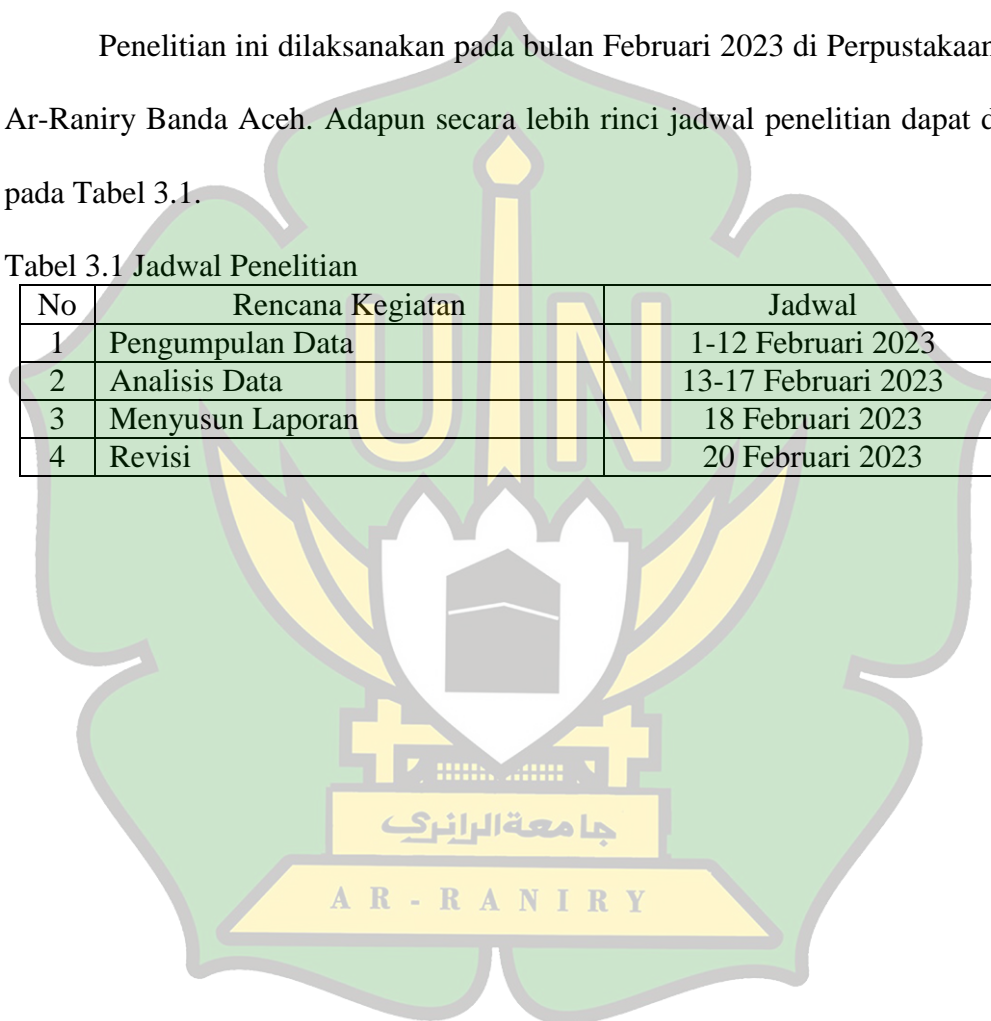 Penelitian ini dilaksanakan pada bulan Februari 2023 di Perpustakaan
Ar-Raniry Banda Aceh. Adapun secara lebih rinci jadwal penelitian dapat d
pada Tabel 3.1.
Tabel 3.1 Jadwal Penelitian
No Rencana Kegiatan Jadwal
1 Pengumpulan Data 1-12 Februari 2023
2 Analisis Data 13-17 Februari 2023
3 Menyusun Laporan 18 Februari 2023
4 Revisi 20 Februari 2023
UIN
جامعةالرانري
AR-RANIRY